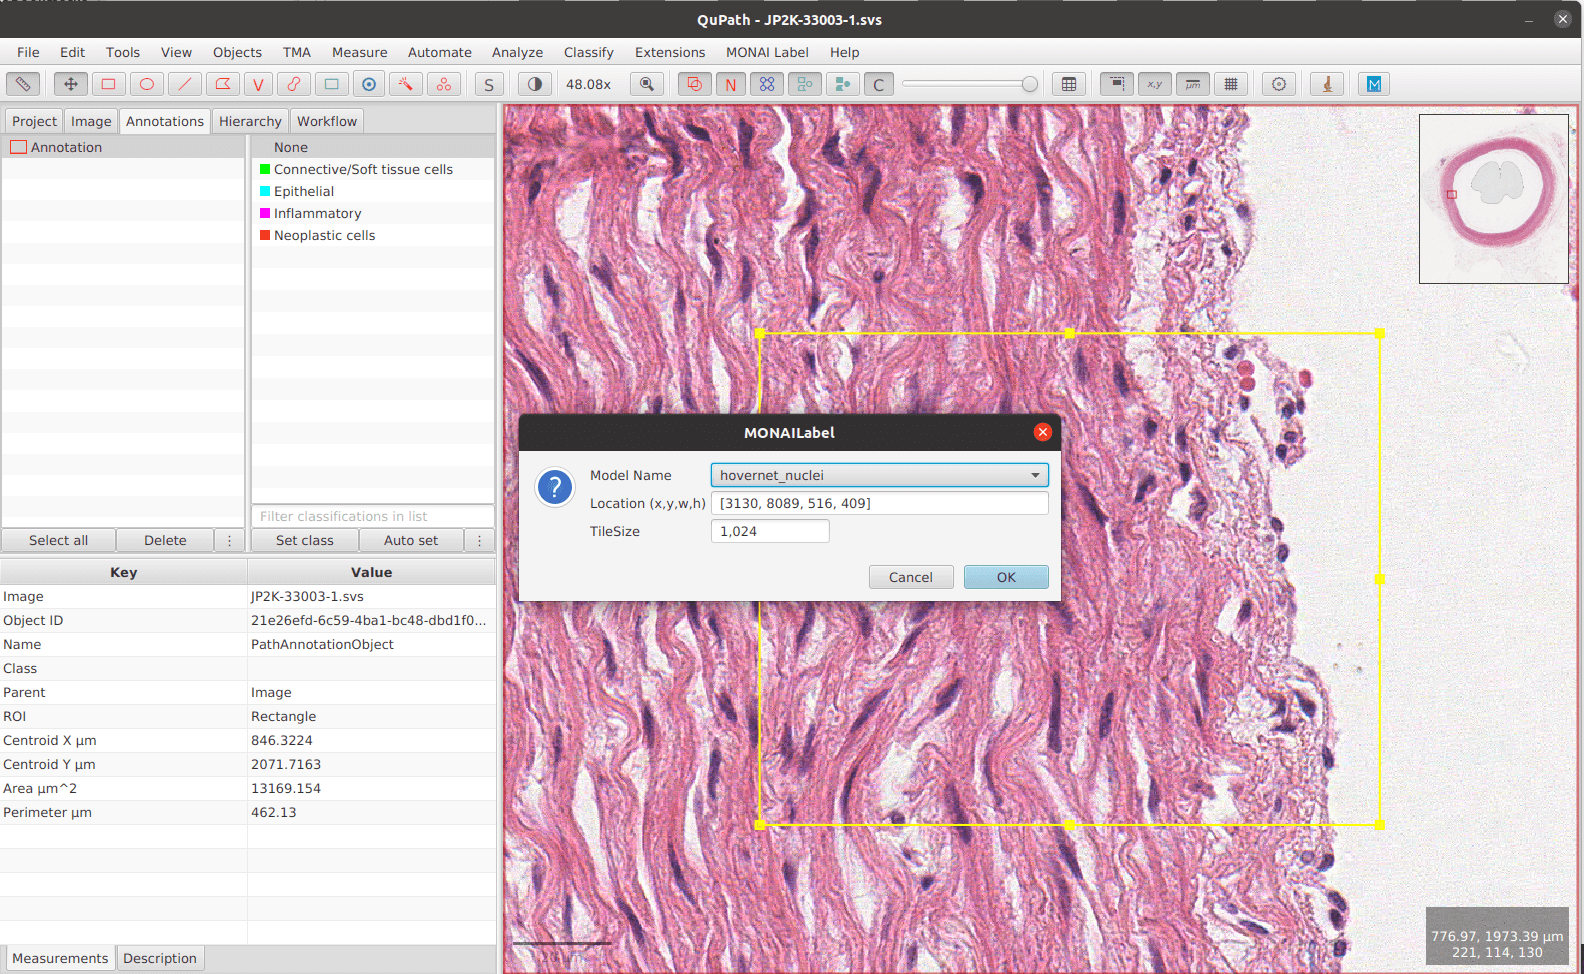 QuPath - JP2K-33003-1.svs
File Edit Tools View Objects TMA Measure Automate Analyze Classify Extensions MONAI Label Help
V S 48.08x N C x,y µm M
Project Image Annotations Hierarchy Workflow
Annotation
None
Connective/Soft tissue cells
Epithelial
Inflammatory
Neoplastic cells
Filter classifications in list
Select all Delete ⋮ Set class Auto set ⋮
Key Value
Image JP2K-33003-1.svs
Object ID 21e26efd-6c59-4ba1-bc48-dbd1f0...
Name PathAnnotationObject
Class
Parent Image
ROI Rectangle
Centroid X µm 846.3224
Centroid Y µm 2071.7163
Area µm^2 13169.154
Perimeter µm 462.13
Measurements Description
MONAILabel
? Model Name hovernet_nuclei
Location (x,y,w,h) [3130, 8089, 516, 409]
TileSize 1,024
Cancel OK
776.97, 1973.39 µm
221, 114, 130